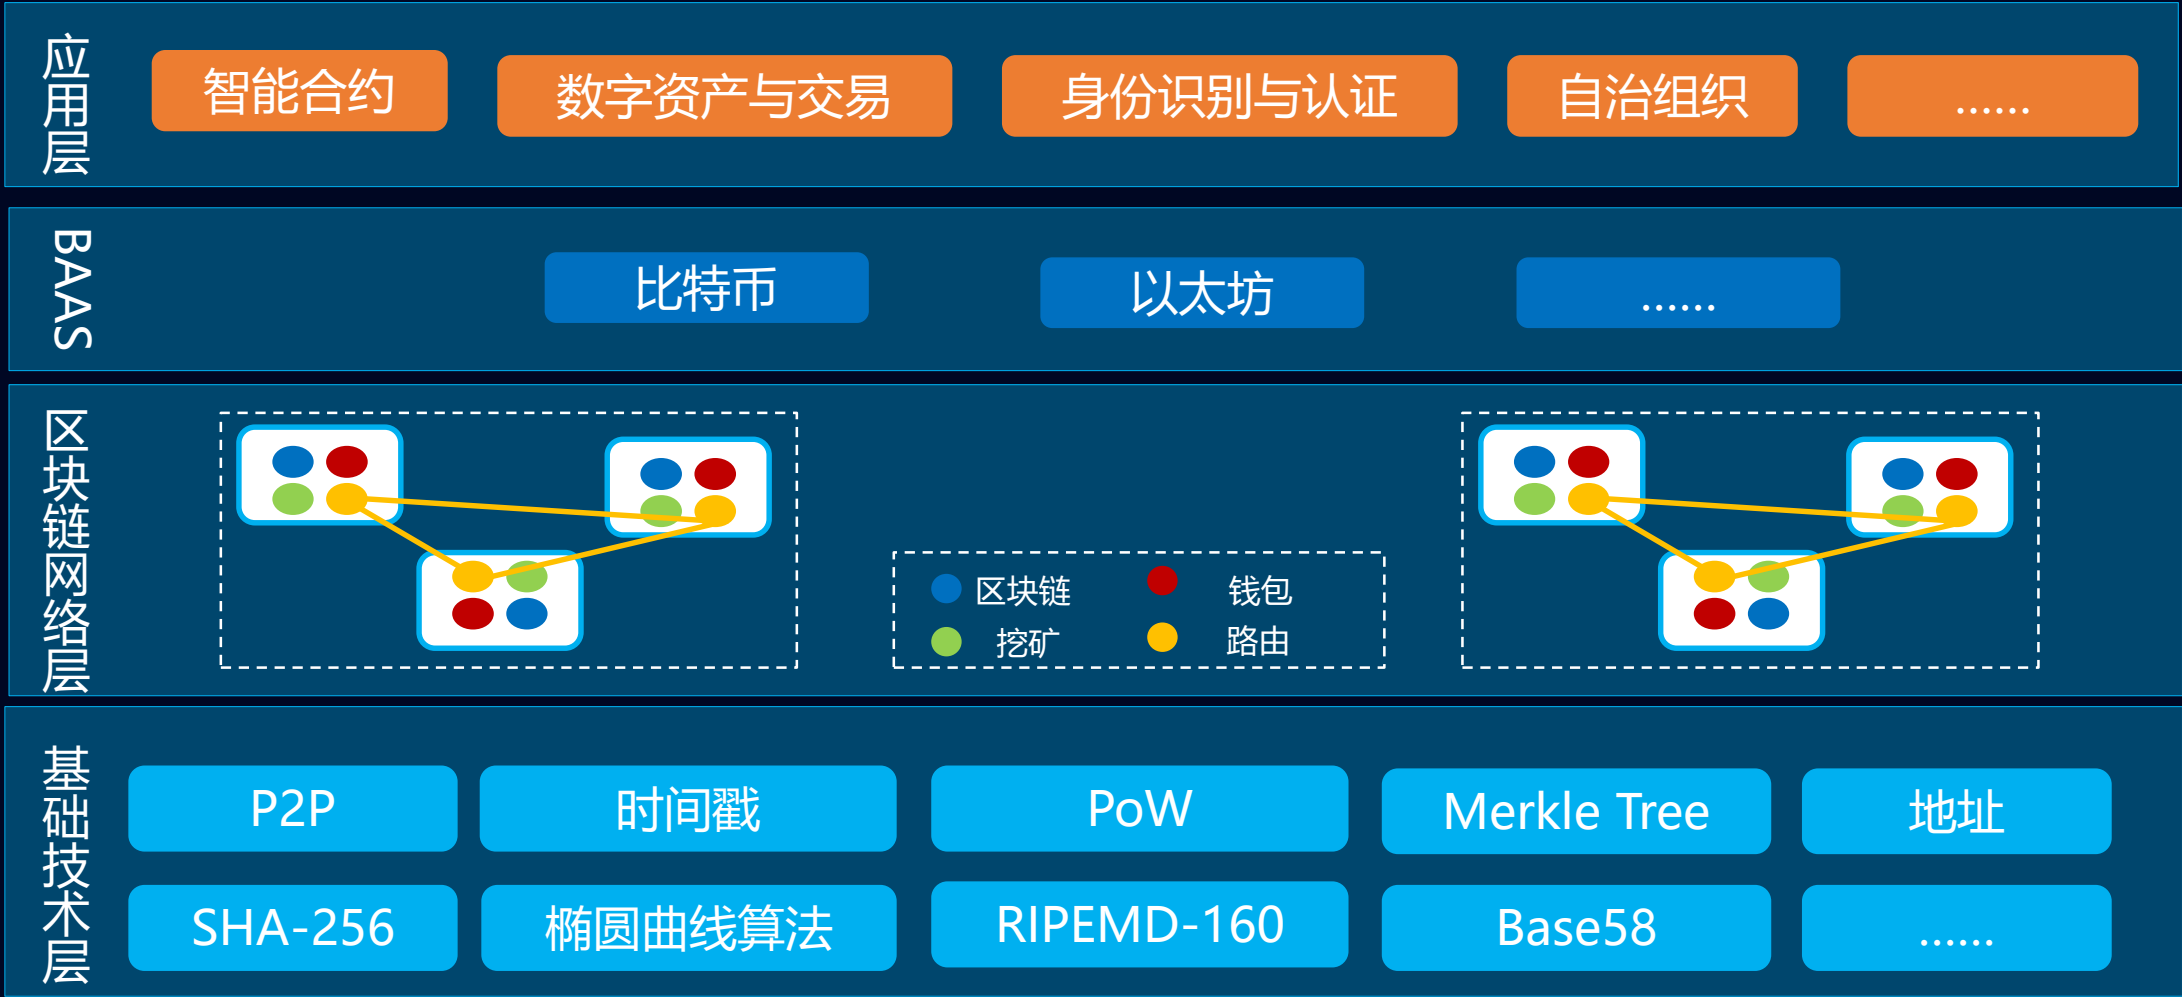 应用层
智能合约
数字资产与交易
身份识别与认证
自治组织
......
BAAS
比特币
以太坊
......
区块链网络层
区块链
钱包
挖矿
路由
基础技术层
P2P
时间戳
PoW
Merkle Tree
地址
SHA-256
椭圆曲线算法
RIPEMD-160
Base58
......